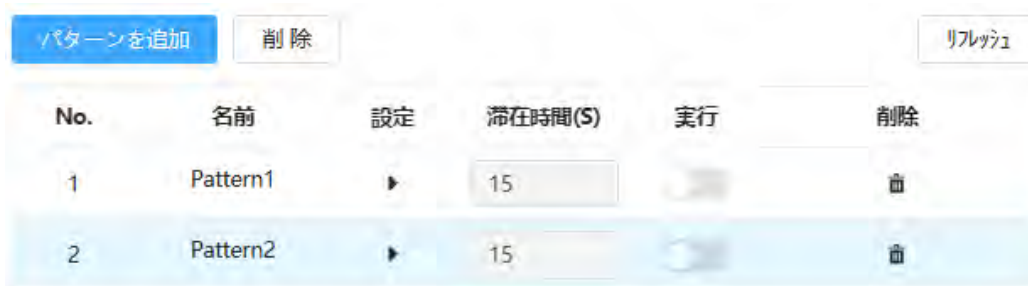 パターンを追加 削 除 ﾘﾌﾚｯｼｭ
No. 名前 設定 滞在時間(S) 実行 削除
1 Pattern1 15
2 Pattern2 15